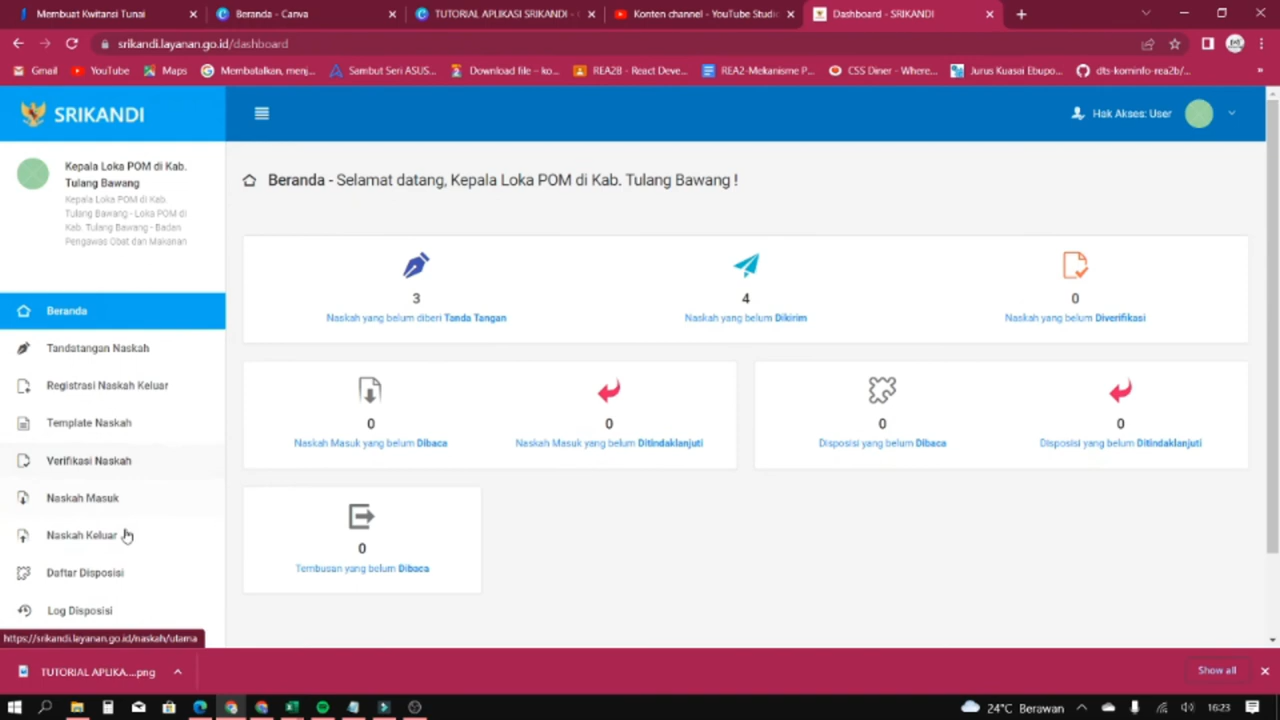 Membuat Kwitansi Tunai
Beranda - Canva
TUTORIAL APLIKASI SRIKANDI -
Konten channel - YouTube Studio
Dashboard - SRIKANDI
srikandi.layanan.go.id/dashboard
Gmail
YouTube
Maps
Membatalkan, menj...
Sambut Seri ASUS...
Download file – ko...
REA2B - React Deve...
REA2-Mekanisme P...
CSS Diner - Where...
Jurus Kuasai Ebupo...
dts-kominfo-rea2b/...
SRIKANDI
Hak Akses: User
Kepala Loka POM di Kab.
Tulang Bawang
Kepala Loka POM di Kab.
Tulang Bawang - Loka POM di
Kab. Tulang Bawang - Badan
Pengawas Obat dan Makanan
Beranda - Selamat datang, Kepala Loka POM di Kab. Tulang Bawang !
3
Naskah yang belum diberi Tanda Tangan
4
Naskah yang belum Dikirim
0
Naskah yang belum Diverifikasi
0
Naskah Masuk yang belum Dibaca
0
Naskah Masuk yang belum Ditindaklanjuti
0
Disposisi yang belum Dibaca
0
Disposisi yang belum Ditindaklanjuti
0
Tembusan yang belum Dibaca
Beranda
Tandatangan Naskah
Registrasi Naskah Keluar
Template Naskah
Verifikasi Naskah
Naskah Masuk
Naskah Keluar
Daftar Disposisi
Log Disposisi
https://srikandi.layanan.go.id/naskah/utama
TUTORIAL APLIKA....png
Show all
24°C Berawan
16:23